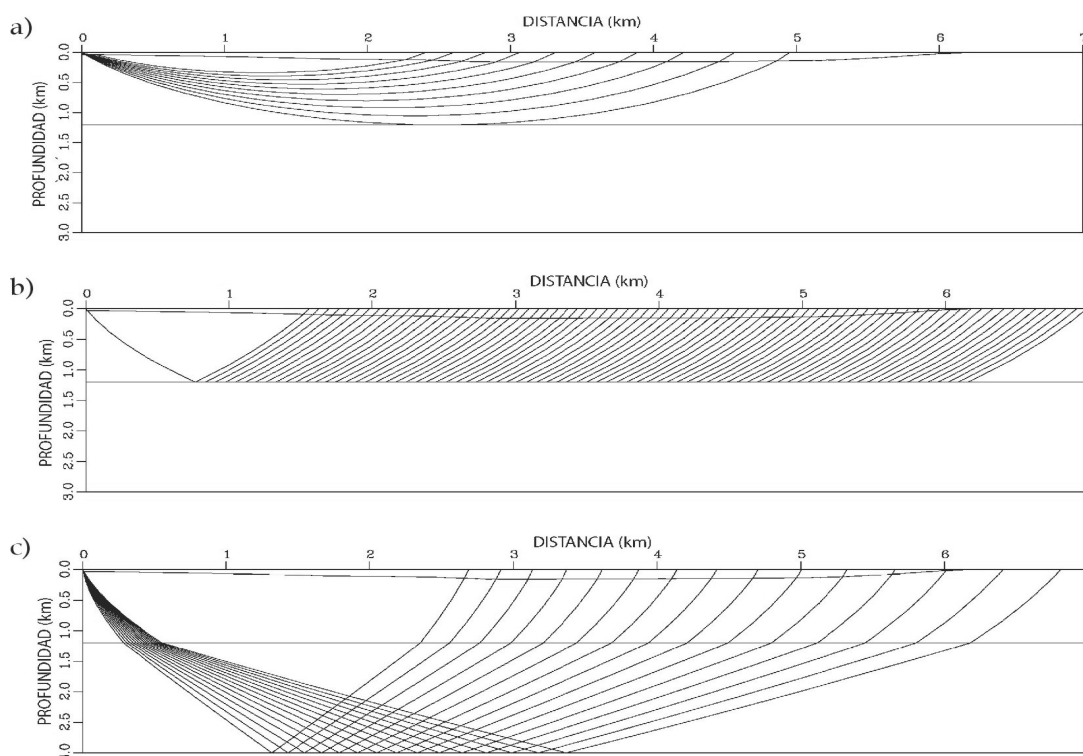 a)
DISTANCIA (km)
0 1 2 3 4 5 6 7
PROFUNDIDAD (km)
0.0 0.5 1.0 1.5 2.0 2.5 3.0
b)
DISTANCIA (km)
0 1 2 3 4 5 6
PROFUNDIDAD (km)
0.0 0.5 1.0 1.5 2.0 2.5 3.0
c)
DISTANCIA (km)
0 1 2 3 4 5 6
PROFUNDIDAD (km)
0.0 0.5 1.0 1.5 2.0 2.5